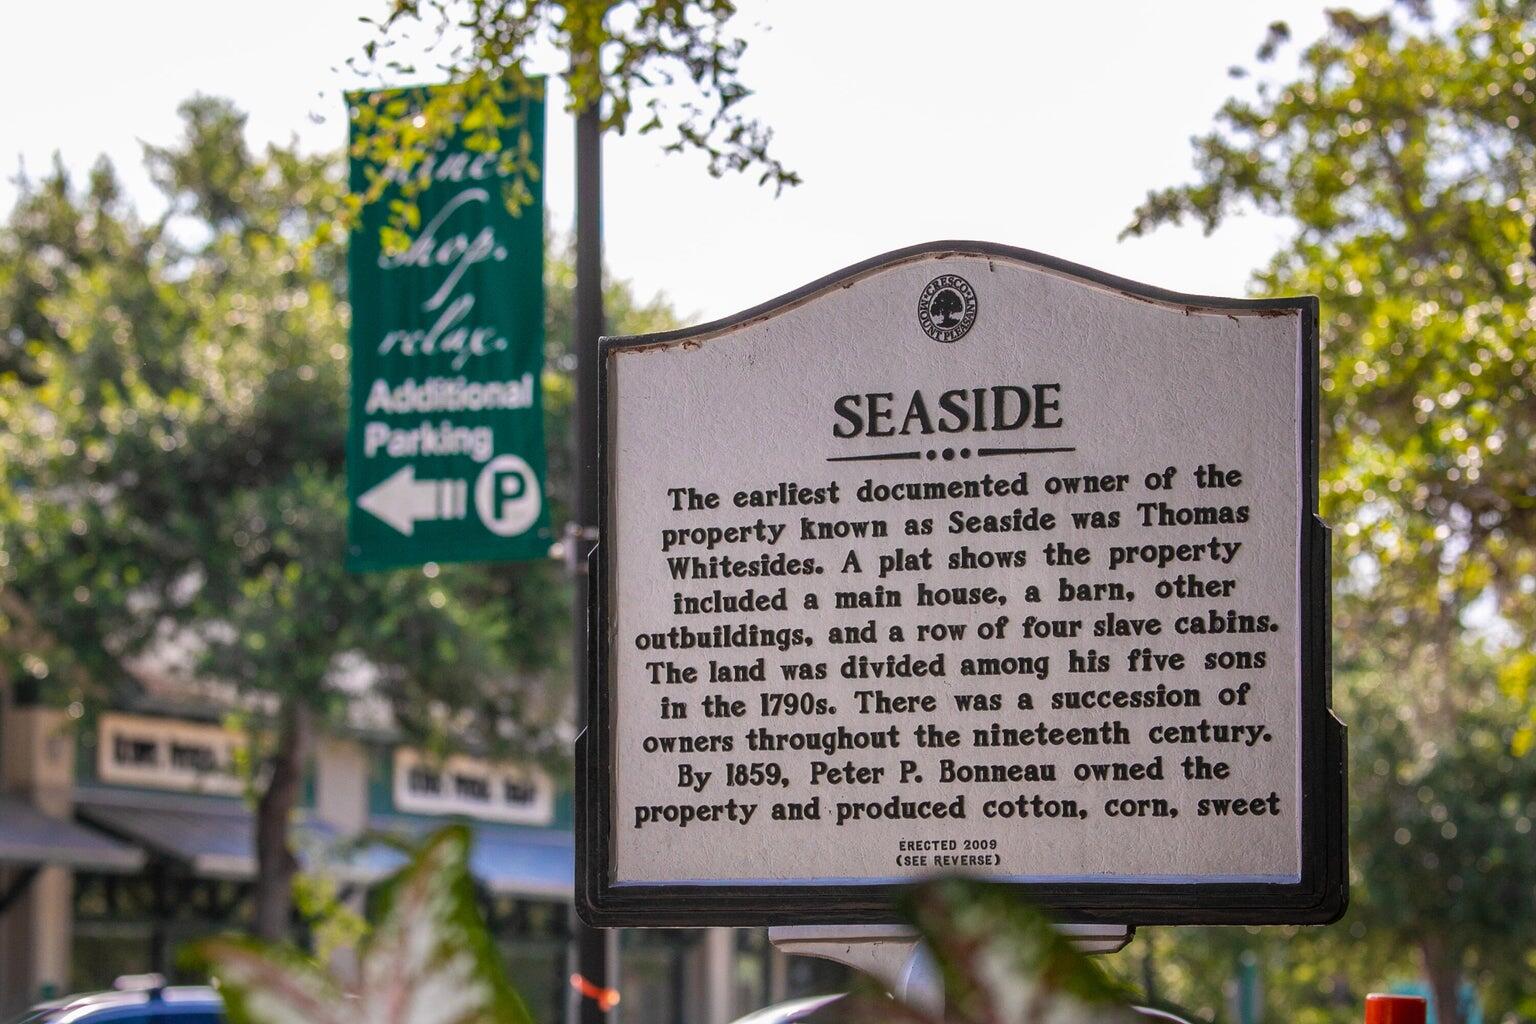 shop.
relax.
Additional
Parking
P
CRESCO
MOUNT PLEASANT
SEASIDE
The earliest documented owner of the
property known as Seaside was Thomas
Whitesides. A plat shows the property
included a main house, a barn, other
outbuildings, and a row of four slave cabins.
The land was divided among his five sons
in the 1790s. There was a succession of
owners throughout the nineteenth century.
By 1859, Peter P. Bonneau owned the
property and produced cotton, corn, sweet
ERECTED 2009
(SEE REVERSE)